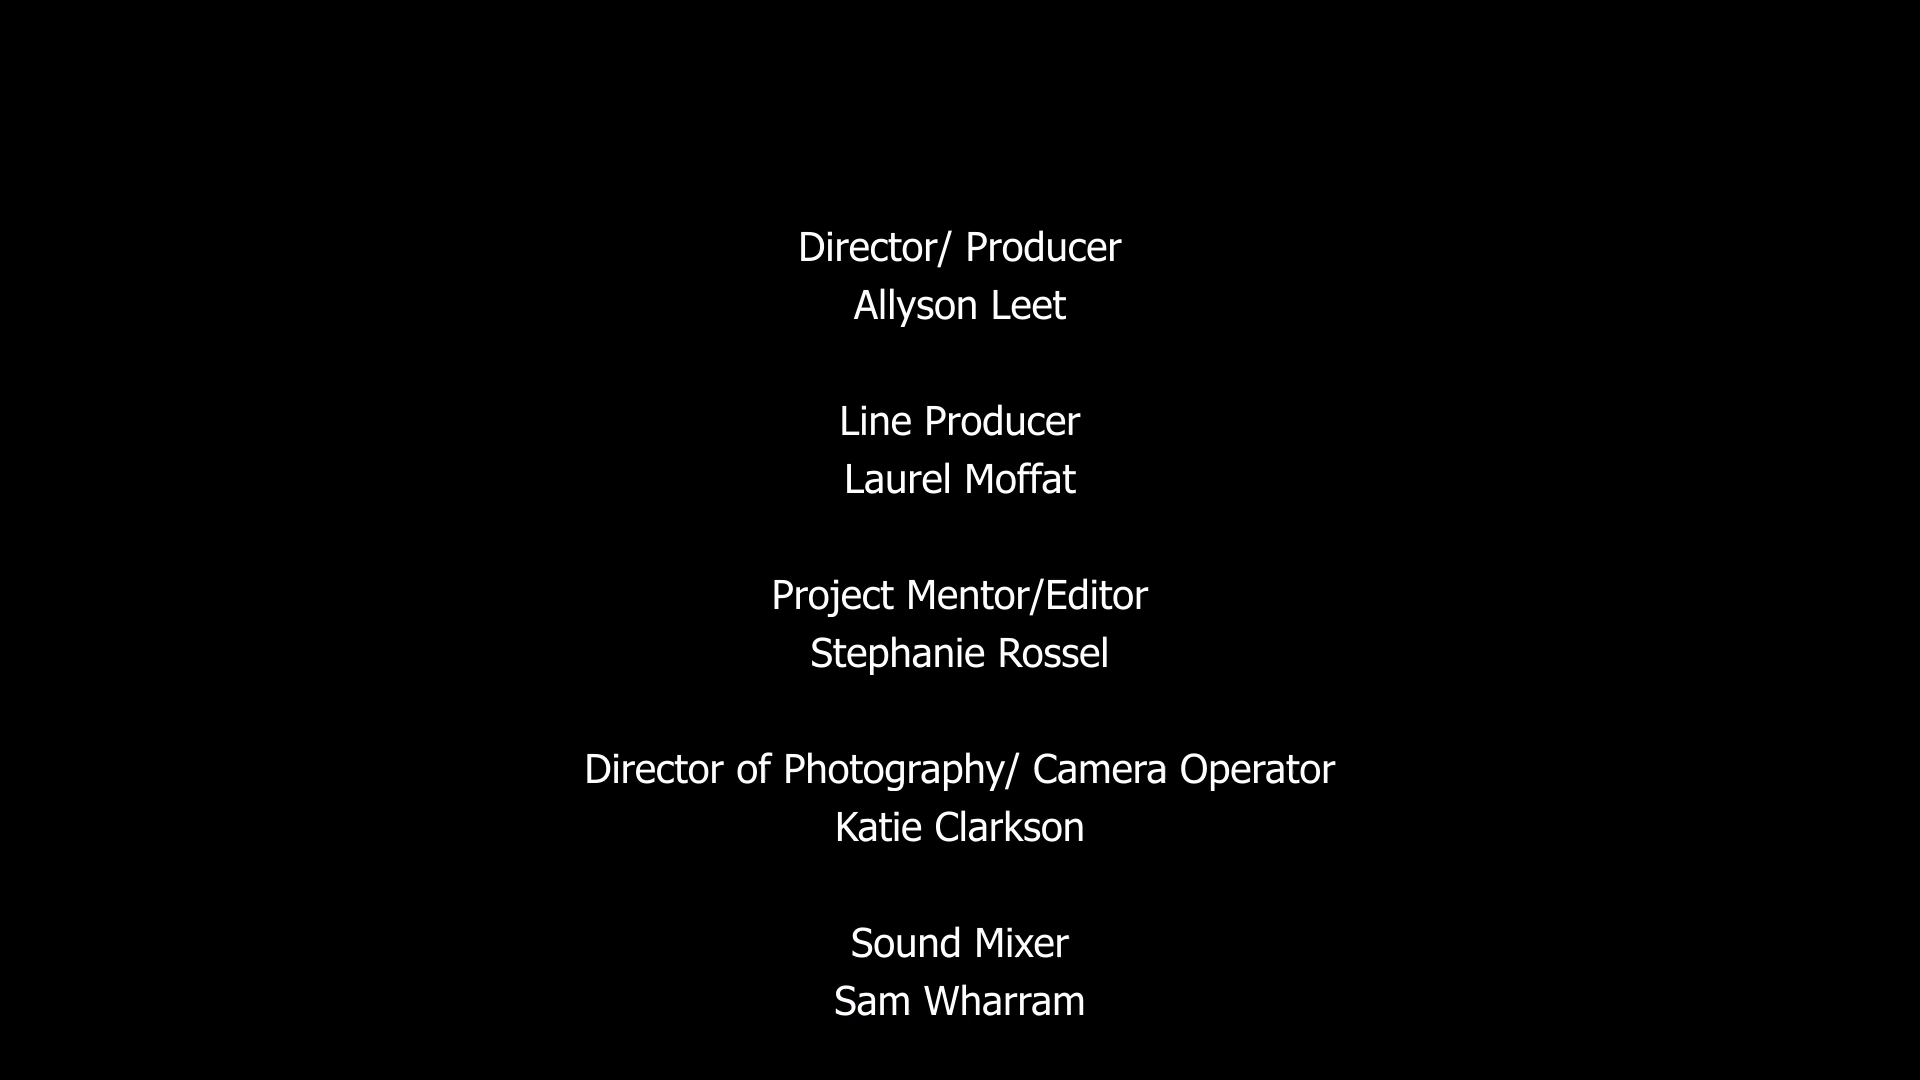 Director/ Producer
Allyson Leet
Line Producer
Laurel Moffat
Project Mentor/Editor
Stephanie Rossel
Director of Photography/ Camera Operator
Katie Clarkson
Sound Mixer
Sam Wharram